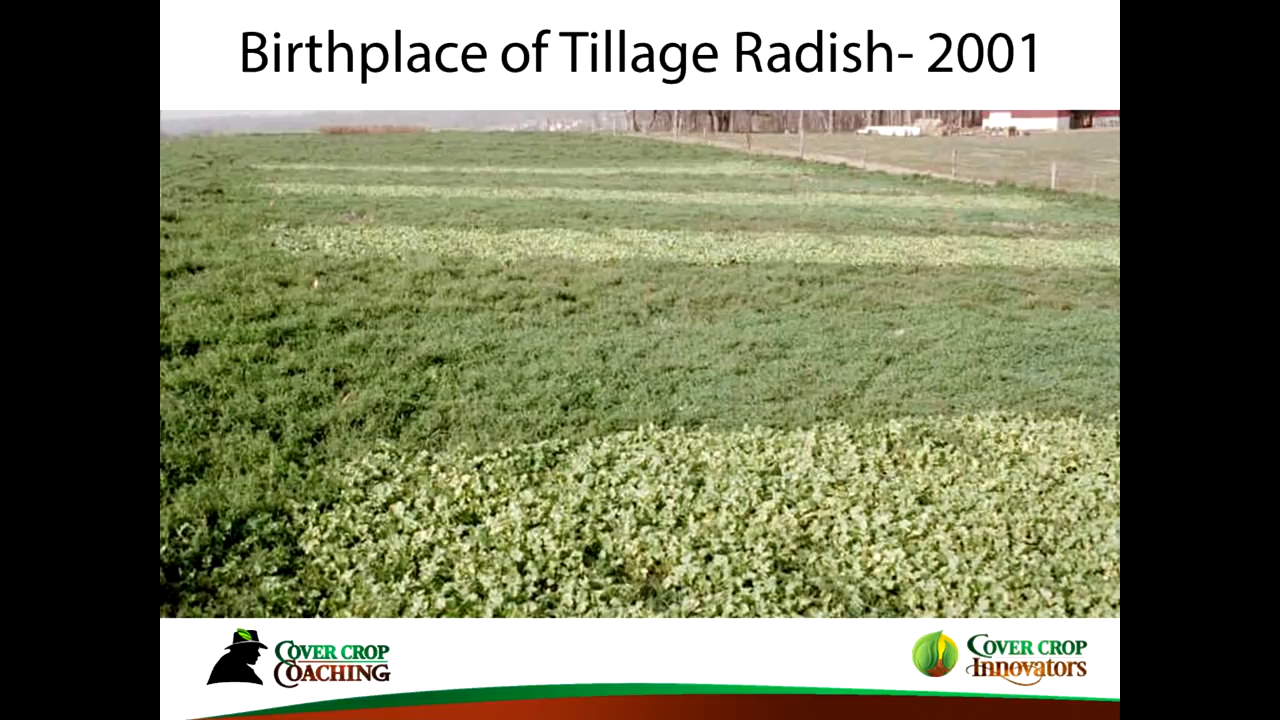 Birthplace of Tillage Radish- 2001
COVER CROP
COACHING
COVER CROP
INNOVATORS